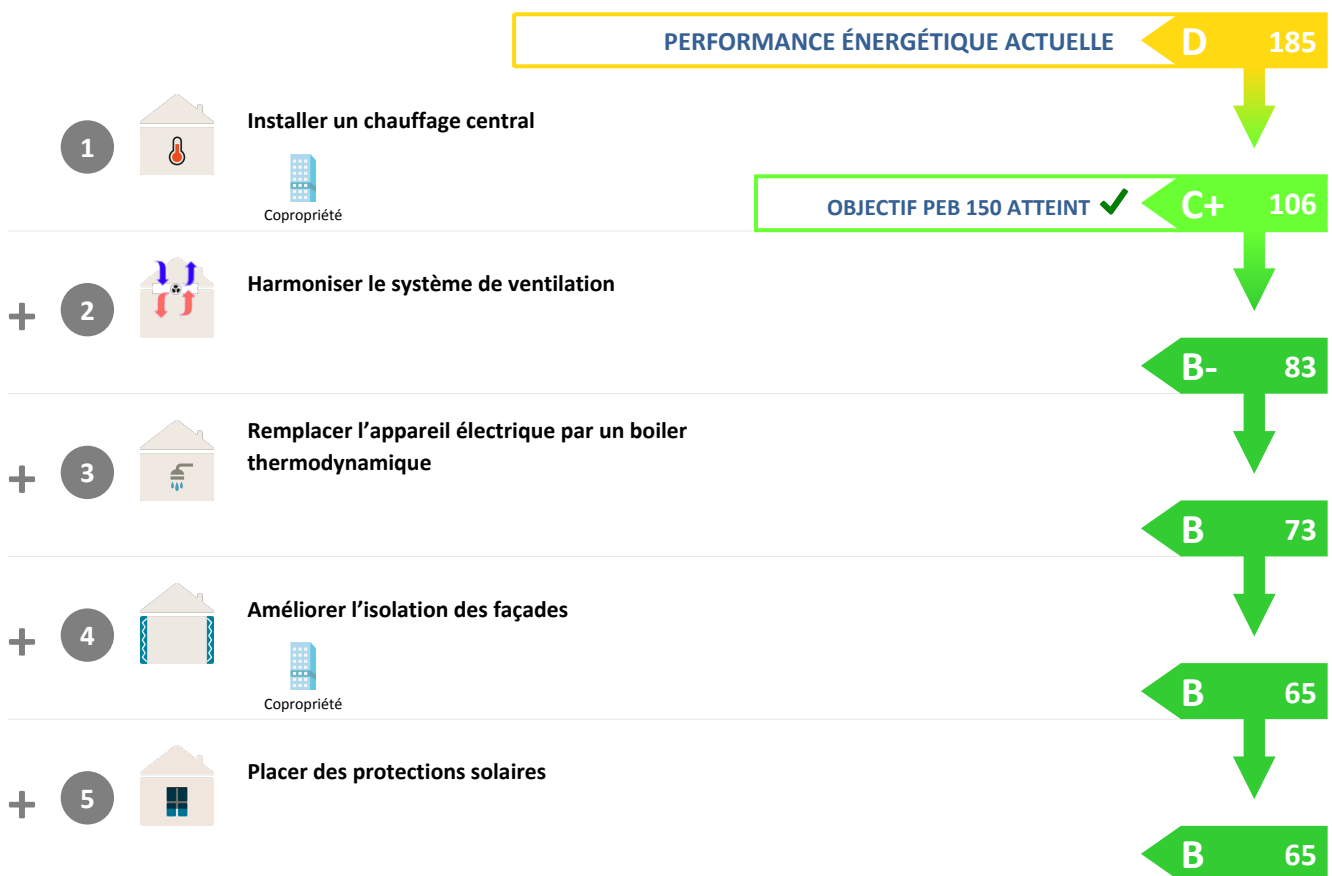 PERFORMANCE ÉNERGÉTIQUE ACTUELLE D 185
1 Installer un chauffage central
Copropriété
OBJECTIF PEB 150 ATTEINT ✓ C+ 106
+ 2 Harmoniser le système de ventilation
B- 83
+ 3 Remplacer l’appareil électrique par un boiler
thermodynamique
B 73
+ 4 Améliorer l’isolation des façades
Copropriété
B 65
+ 5 Placer des protections solaires
B 65